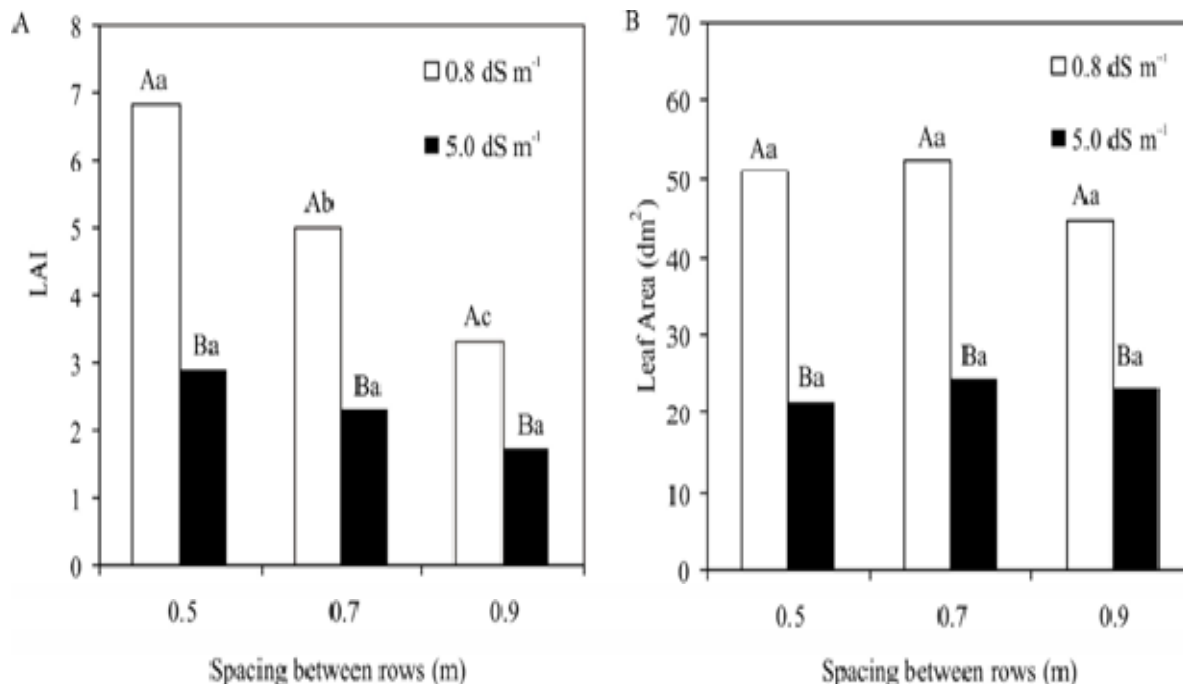 A
8
7
6
5
4
3
2
1
0
LAI
Aa
Ba
Ab
Ba
Ac
Ba
0.8 dS m⁻¹
5.0 dS m⁻¹
0.5 0.7 0.9
Spacing between rows (m)
B
70
60
50
40
30
20
10
0
Leaf Area (dm²)
Aa
Ba
Aa
Ba
Aa
Ba
0.8 dS m⁻¹
5.0 dS m⁻¹
0.5 0.7 0.9
Spacing between rows (m)